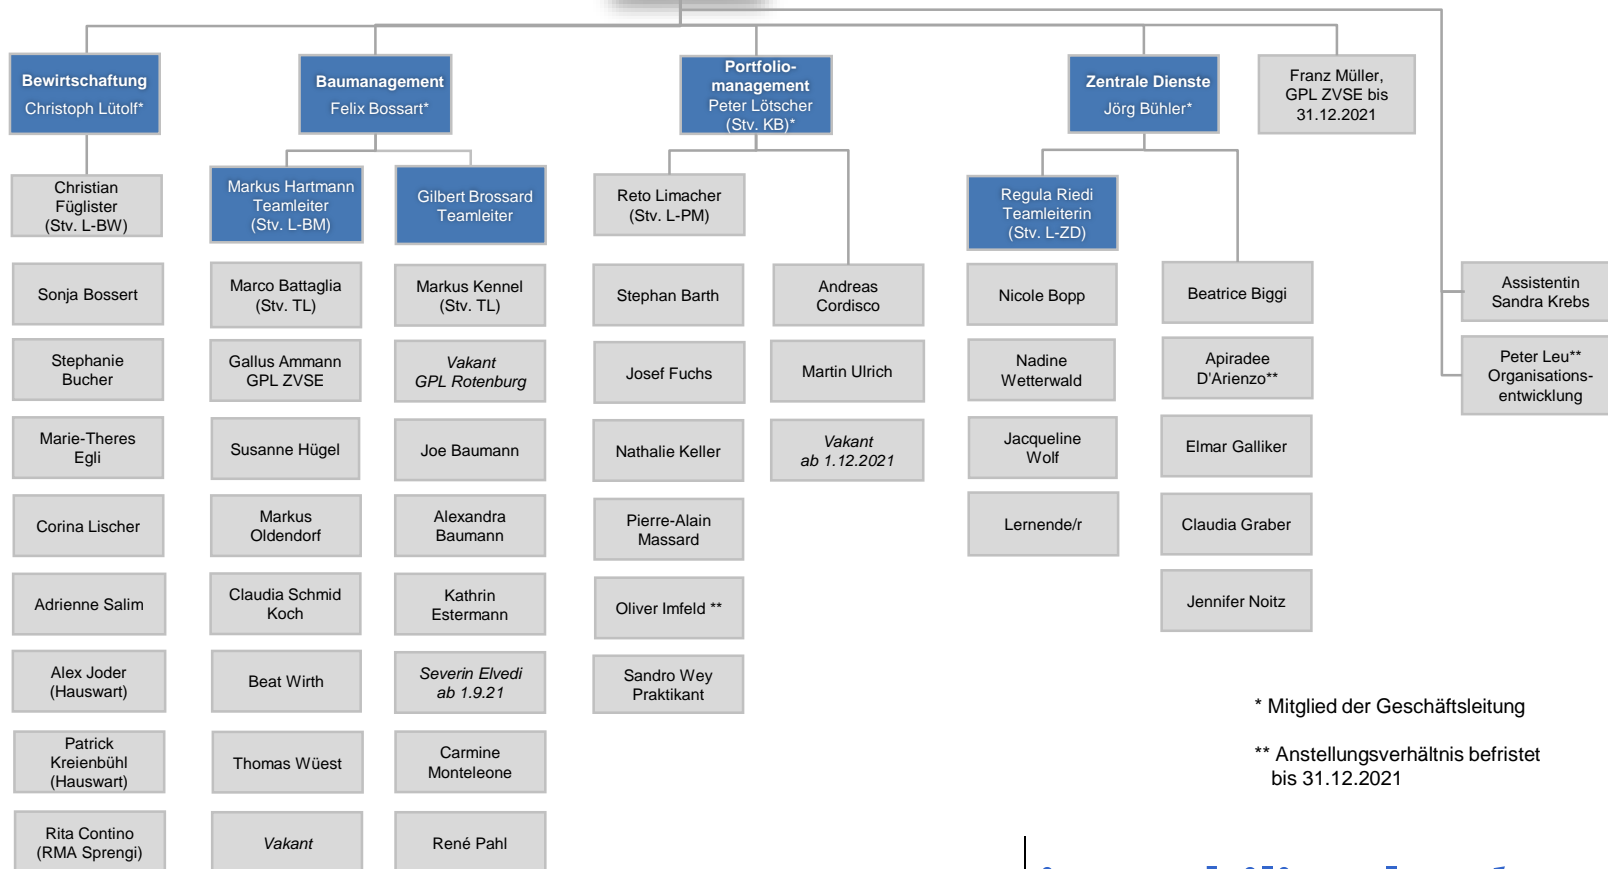 Bewirtschaftung
Christoph Lütolf*
Baumanagement
Felix Bossart*
Portfolio-
management
Peter Lötscher
(Stv. KB)*
Zentrale Dienste
Jörg Bühler*
Franz Müller,
GPL ZVSE bis
31.12.2021
Christian
Füglister
(Stv. L-BW)
Sonja Bossert
Stephanie
Bucher
Marie-Theres
Egli
Corina Lischer
Adrienne Salim
Alex Joder
(Hauswart)
Patrick
Kreienbühl
(Hauswart)
Rita Contino
(RMA Sprengi)
Markus Hartmann
Teamleiter
(Stv. L-BM)
Marco Battaglia
(Stv. TL)
Gallus Ammann
GPL ZVSE
Susanne Hügel
Markus
Oldendorf
Claudia Schmid
Koch
Beat Wirth
Thomas Wüest
Vakant
Gilbert Brossard
Teamleiter
Markus Kennel
(Stv. TL)
Vakant
GPL Rotenburg
Joe Baumann
Alexandra
Baumann
Kathrin
Estermann
Severin Elvedi
ab 1.9.21
Carmine
Monteleone
René Pahl
Reto Limacher
(Stv. L-PM)
Stephan Barth
Josef Fuchs
Nathalie Keller
Pierre-Alain
Massard
Oliver Imfeld **
Sandro Wey
Praktikant
Andreas
Cordisco
Martin Ulrich
Vakant
ab 1.12.2021
Regula Riedi
Teamleiterin
(Stv. L-ZD)
Nicole Bopp
Nadine
Wetterwald
Jacqueline
Wolf
Lernende/r
Beatrice Biggi
Apiradee
D'Arienzo**
Elmar Galliker
Claudia Graber
Jennifer Noitz
Assistentin
Sandra Krebs
Peter Leu**
Organisations-
entwicklung
* Mitglied der Geschäftsleitung
** Anstellungsverhältnis befristet
bis 31.12.2021